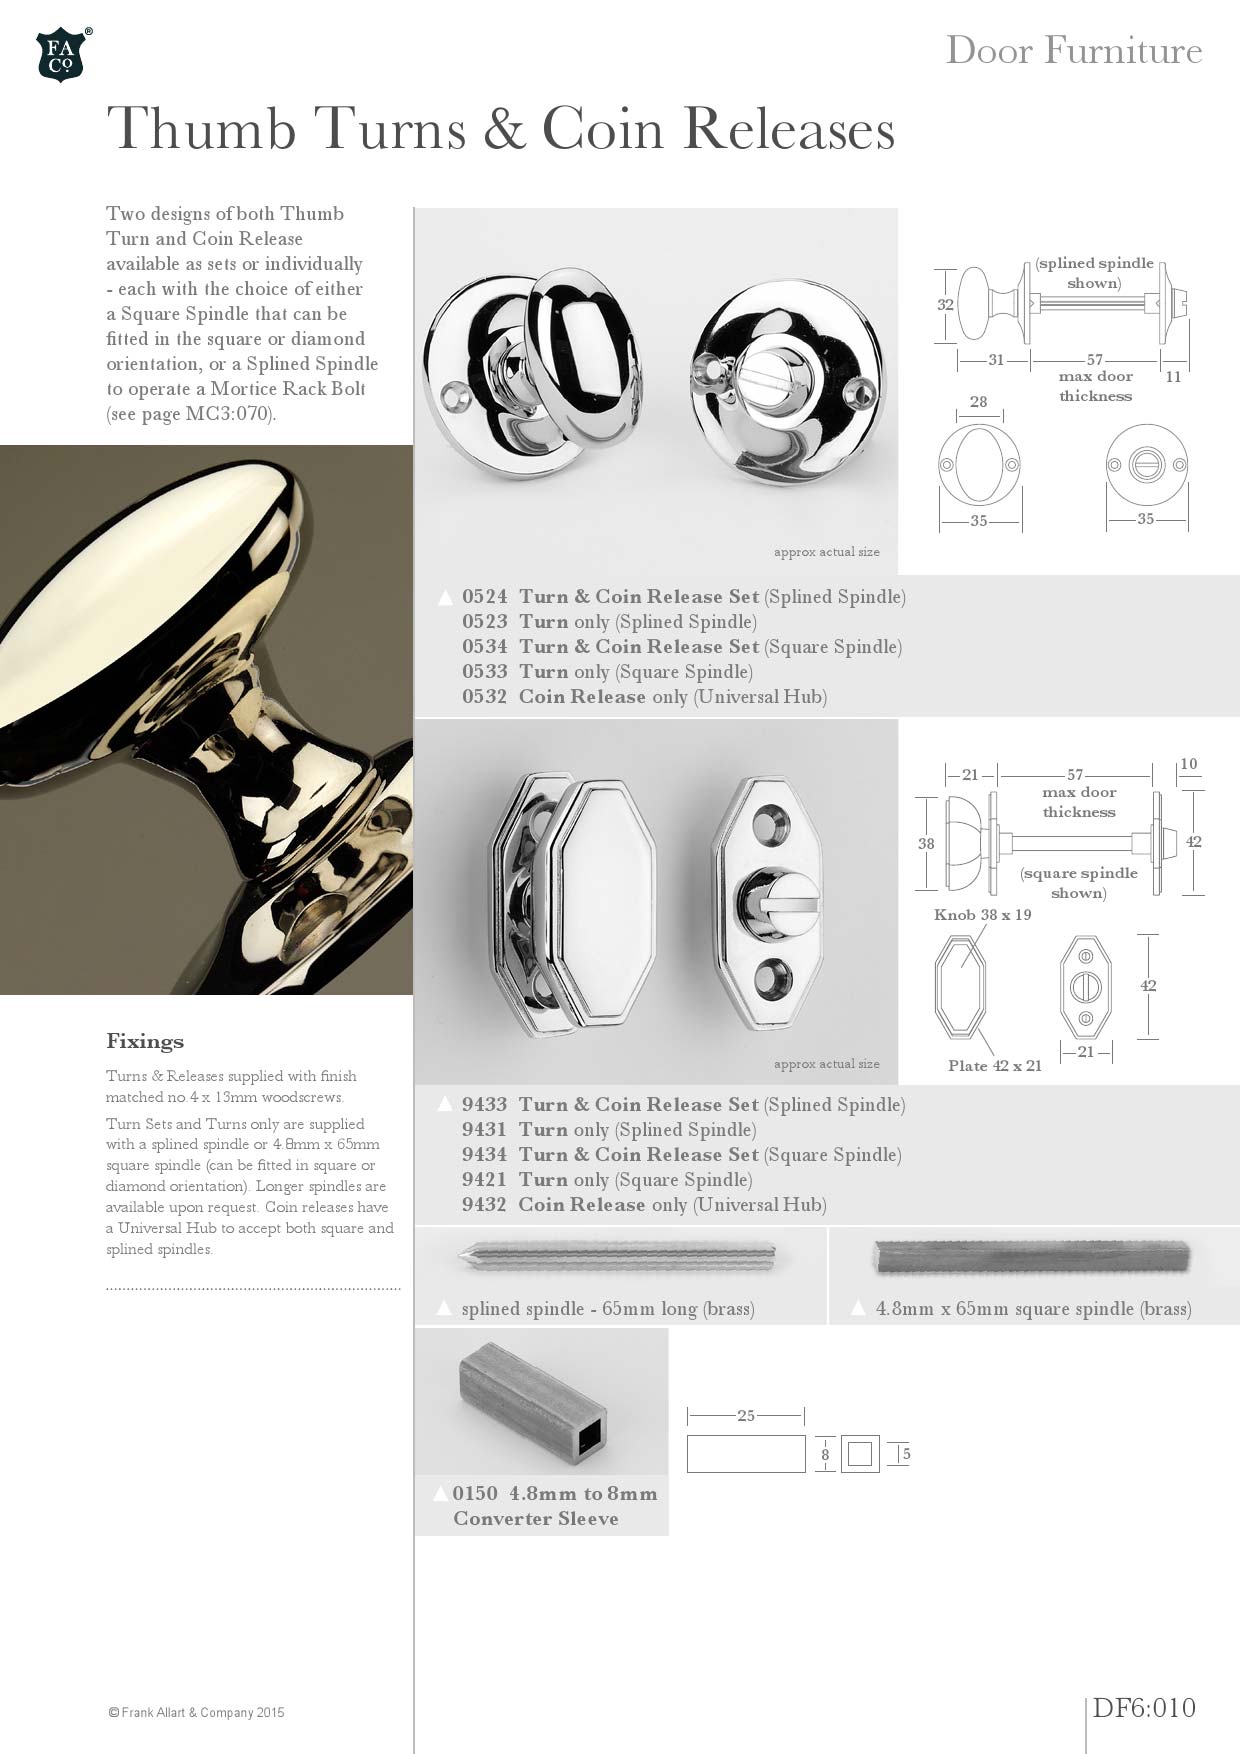 FA
Co.
®
Door Furniture
Thumb Turns & Coin Releases
Two designs of both Thumb
Turn and Coin Release
available as sets or individually
- each with the choice of either
a Square Spindle that can be
fitted in the square or diamond
orientation, or a Splined Spindle
to operate a Mortice Rack Bolt
(see page MC3:070).
approx actual size
(splined spindle
shown)
32
31
57
max door
thickness
11
28
35
35
0524 Turn & Coin Release Set (Splined Spindle)
0523 Turn only (Splined Spindle)
0534 Turn & Coin Release Set (Square Spindle)
0533 Turn only (Square Spindle)
0532 Coin Release only (Universal Hub)
approx actual size
10
21
57
max door
thickness
38
42
(square spindle
shown)
Knob 38 x 19
42
21
Plate 42 x 21
Fixings
Turns & Releases supplied with finish
matched no.4 x 13mm woodscrews.
Turn Sets and Turns only are supplied
with a splined spindle or 4.8mm x 65mm
square spindle (can be fitted in square or
diamond orientation). Longer spindles are
available upon request. Coin releases have
a Universal Hub to accept both square and
splined spindles.
9433 Turn & Coin Release Set (Splined Spindle)
9431 Turn only (Splined Spindle)
9434 Turn & Coin Release Set (Square Spindle)
9421 Turn only (Square Spindle)
9432 Coin Release only (Universal Hub)
splined spindle - 65mm long (brass)
4.8mm x 65mm square spindle (brass)
25
8
5
0150 4.8mm to 8mm
Converter Sleeve
© Frank Allart & Company 2015
DF6:010